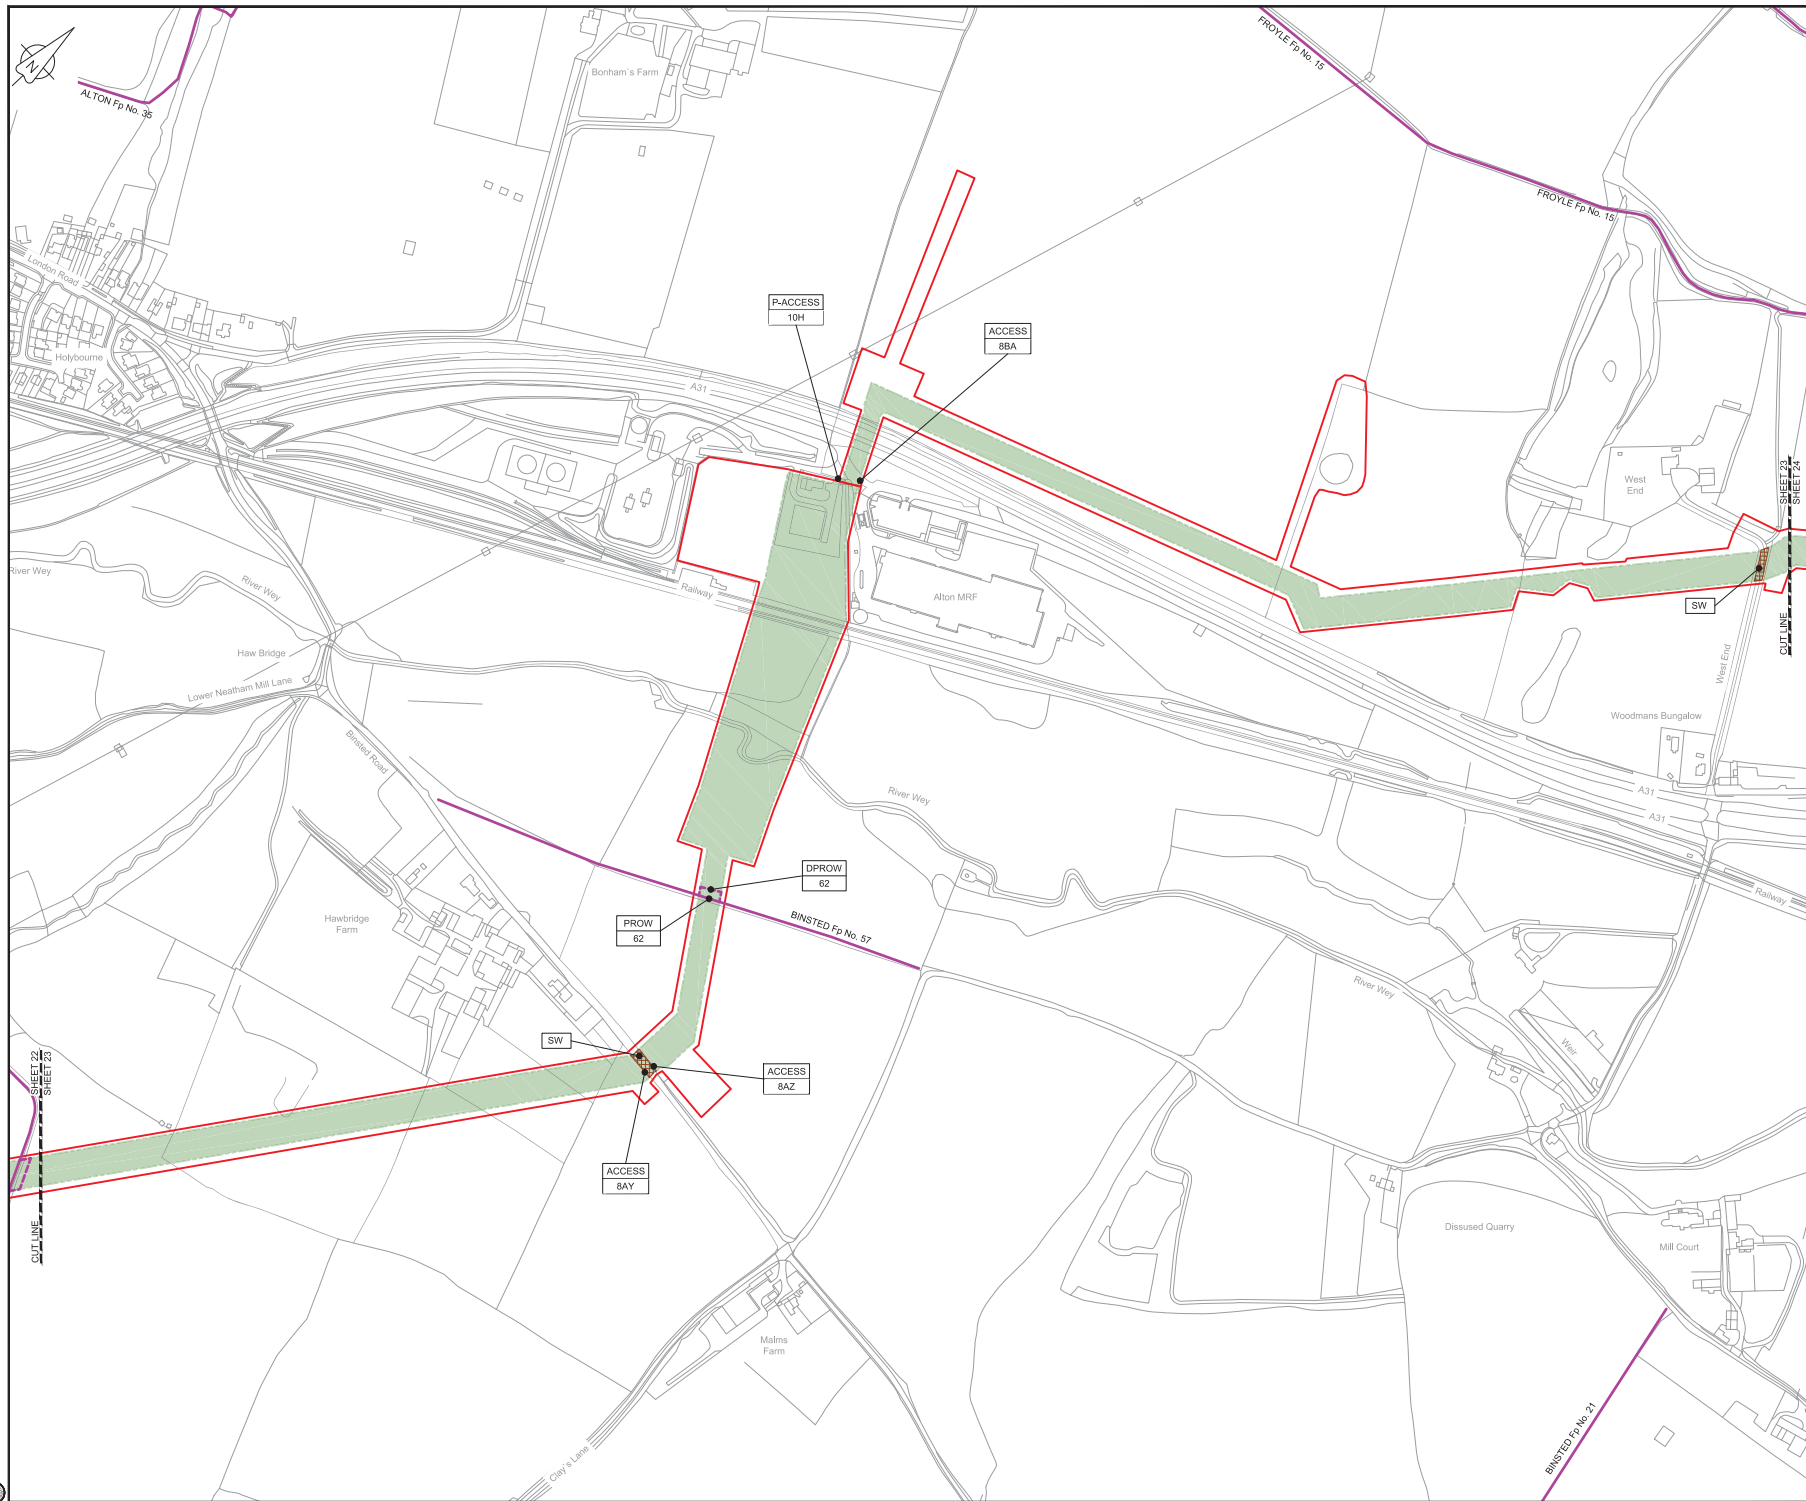 N
ALTON Fp No. 35
Bonham`s Farm
FROYLE Fp No. 15
FROYLE Fp No. 15
London Road
Holybourne
P-ACCESS
10H
ACCESS
8BA
A31
West
End
SHEET 23
SHEET 24
CUT LINE
SW
River Wey
River Wey
Railway
Alton MRF
Haw Bridge
Lower Neatham Mill Lane
Binsted Road
West End
Woodmans Bungalow
River Wey
A31
A31
Railway
DPROW
62
PROW
62
BINSTED Fp No. 57
Hawbridge
Farm
River Wey
Weir
SW
ACCESS
8AZ
SHEET 22
SHEET 23
CUT LINE
ACCESS
8AY
Dissused Quarry
Mill Court
Malms
Farm
Clay`s Lane
BINSTED Fp No. 21